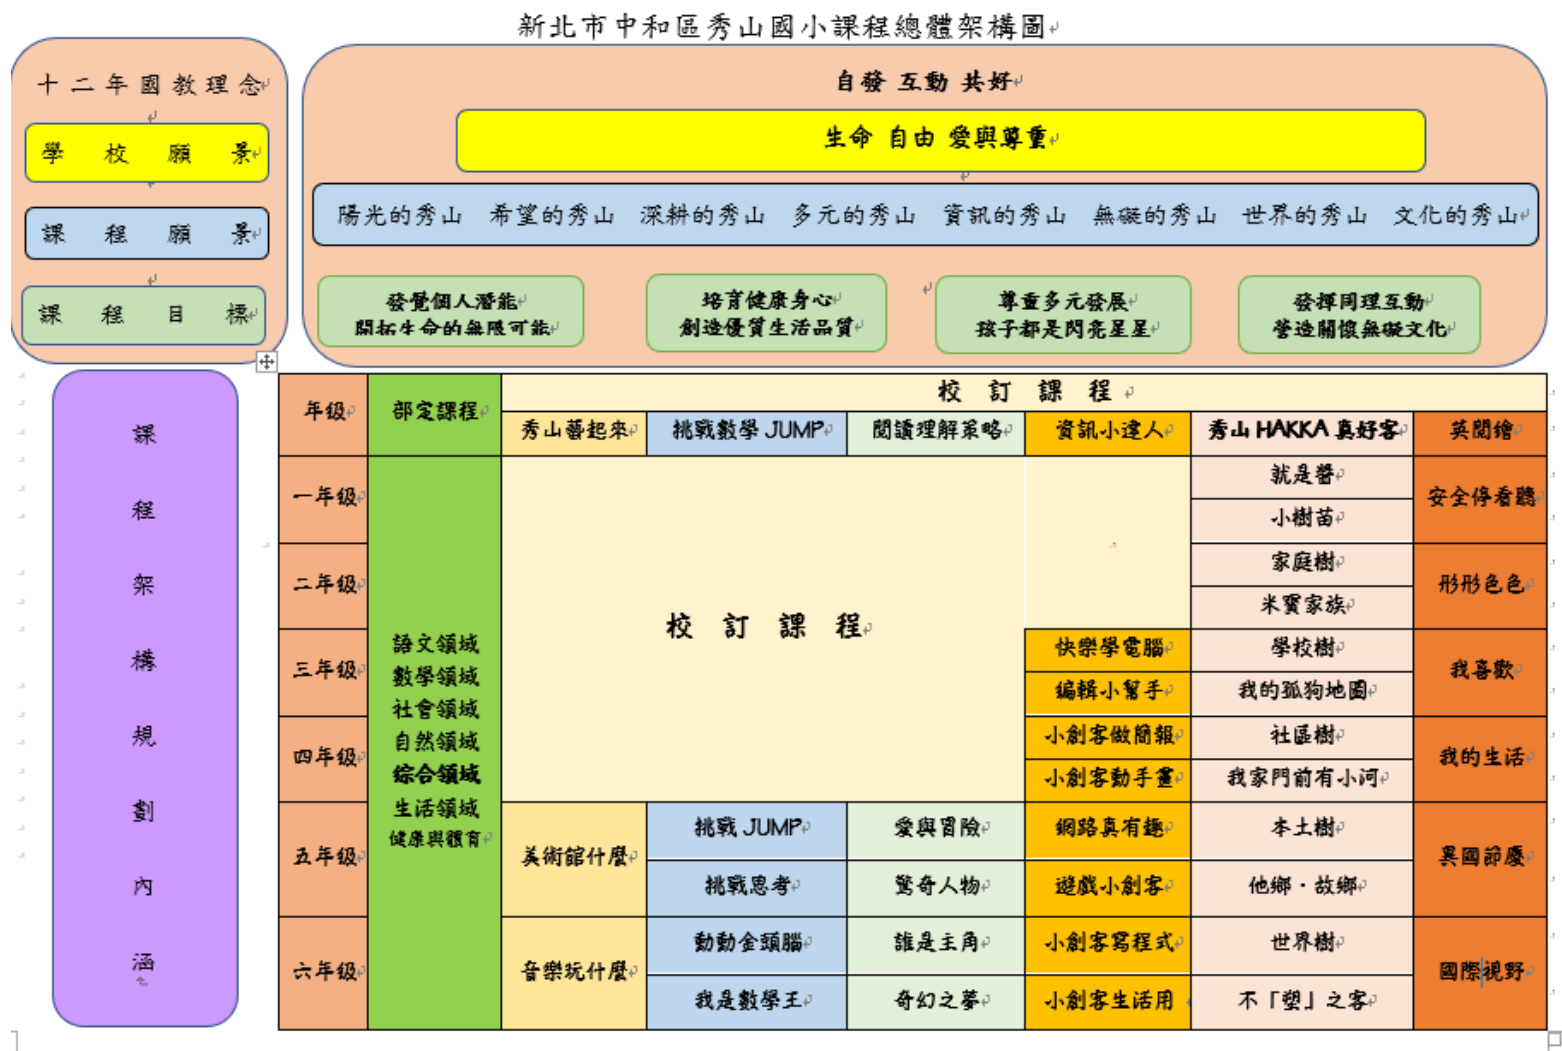 新北市中和區秀山國小課程總體架構圖
十二年國教理念
學校願景
課程願景
課程目標
自發 互動 共好
生命 自由 愛與尊重
陽光的秀山 希望的秀山 深耕的秀山 多元的秀山 資訊的秀山 無礙的秀山 世界的秀山 文化的秀山
發覺個人潛能
開拓生命的無限可能
培育健康身心
創造優質生活品質
尊重多元發展
孩子都是閃亮星星
發揮同理互動
營造關懷無礙文化
課程架構規劃內涵
年級
部定課程
校訂課程
秀山藝起來
挑戰數學 JUMP
閱讀理解策略
資訊小達人
秀山 HAKKA 真好客
英閱繪
一年級
二年級
三年級
四年級
五年級
六年級
語文領域
數學領域
社會領域
自然領域
綜合領域
生活領域
健康與體育
校訂課程
就是醬
小樹苗
安全停看聽
家庭樹
米寶家族
形形色色
快樂學電腦
學校樹
我喜歡
編輯小幫手
我的孤狗地圖
小創客做簡報
社區樹
我的生活
小創客動手畫
我家門前有小河
美術館什麼
挑戰 JUMP
愛與冒險
網路真有趣
本土樹
異國節慶
挑戰思考
驚奇人物
遊戲小創客
他鄉・故鄉
音樂玩什麼
動動金頭腦
誰是主角
小創客寫程式
世界樹
國際視野
我是數學王
奇幻之夢
小創客生活用
不「塑」之客